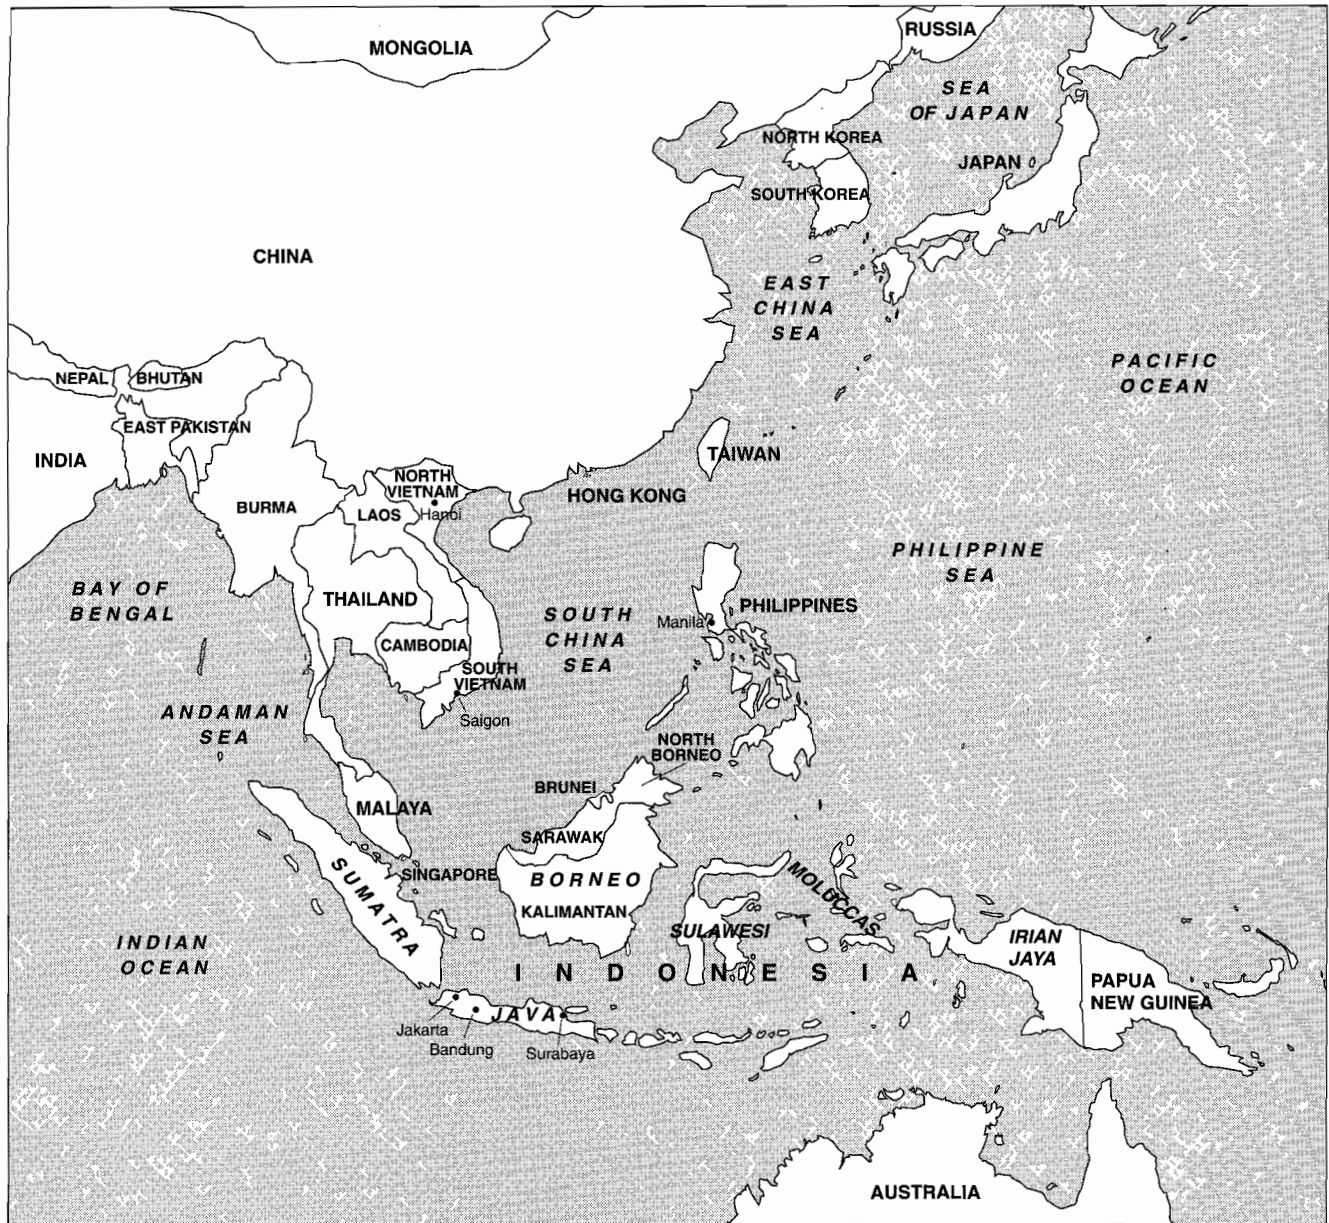 RUSSIA
MONGOLIA
SEA
OF JAPAN
NORTH KOREA
JAPAN
SOUTH KOREA
CHINA
EAST
CHINA
SEA
PACIFIC
OCEAN
NEPAL
BHUTAN
EAST PAKISTAN
INDIA
TAIWAN
NORTH
VIETNAM
HONG KONG
BURMA
LAOS
Hanoi
PHILIPPINE
SEA
BAY OF
BENGAL
THAILAND
SOUTH
CHINA
SEA
PHILIPPINES
Manila
CAMBODIA
SOUTH
VIETNAM
Saigon
ANDAMAN
SEA
NORTH
BORNEO
BRUNEI
MALAYA
SARAWAK
SINGAPORE
BORNEO
MOLUCCAS
SUMATRA
KALIMANTAN
SULAWESI
IRIAN
JAYA
INDIAN
OCEAN
INDONESIA
PAPUA
NEW GUINEA
JAVA
Jakarta
Bandung
Surabaya
AUSTRALIA